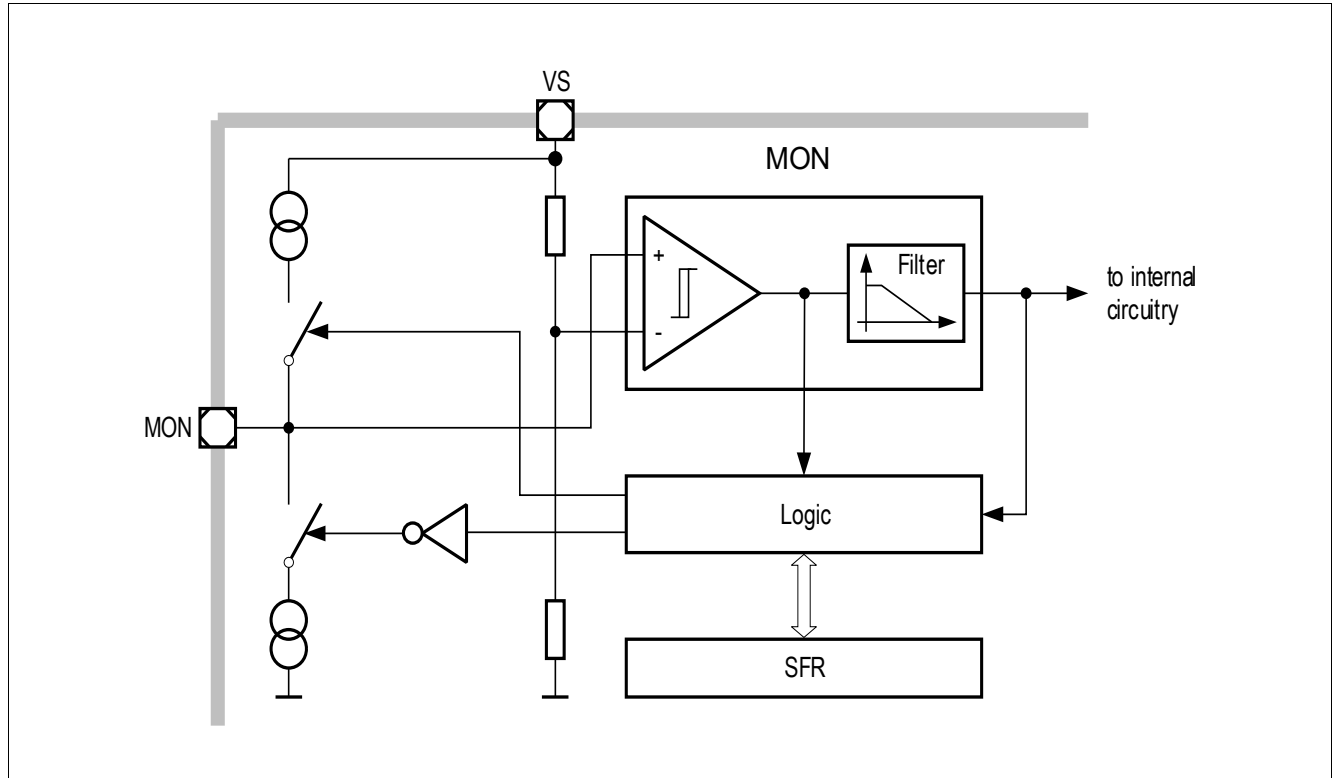 VS
MON
+
Filter
to internal
circuitry
-
MON
Logic
SFR